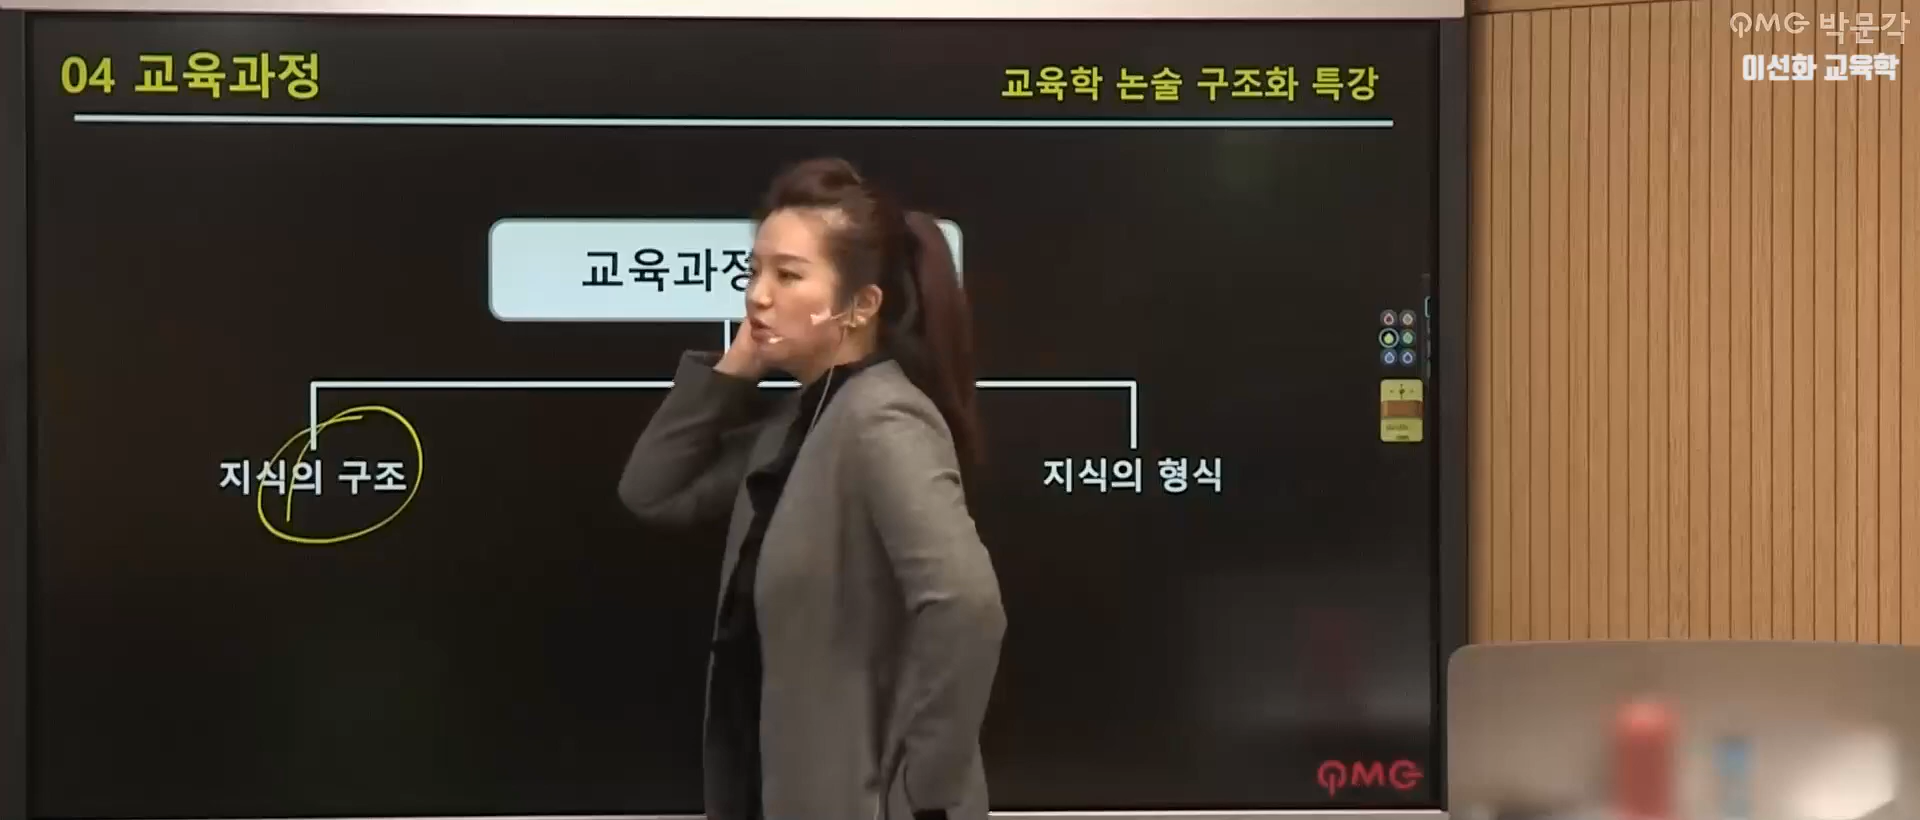 04 교육과정
교육학 논술 구조화 특강
PMG 박문각
이선화 교육학
교육과정
지식의 구조
지식의 형식
PMG